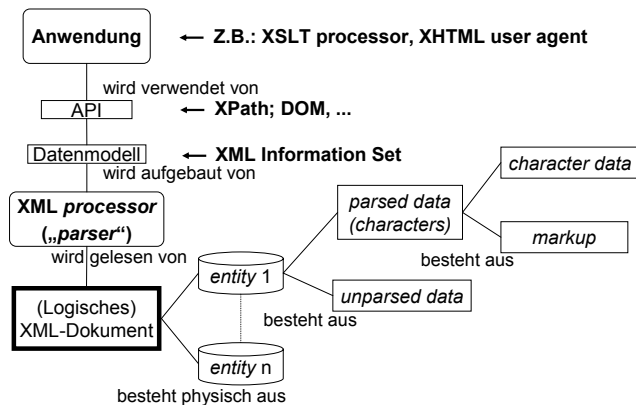 Anwendung
← Z.B.: XSLT processor, XHTML user agent
wird verwendet von
API
← XPath; DOM, ...
Datenmodell
← XML Information Set
wird aufgebaut von
XML processor
(„parser“)
wird gelesen von
(Logisches)
XML-Dokument
entity 1
entity n
besteht physisch aus
parsed data
(characters)
unparsed data
besteht aus
character data
markup
besteht aus